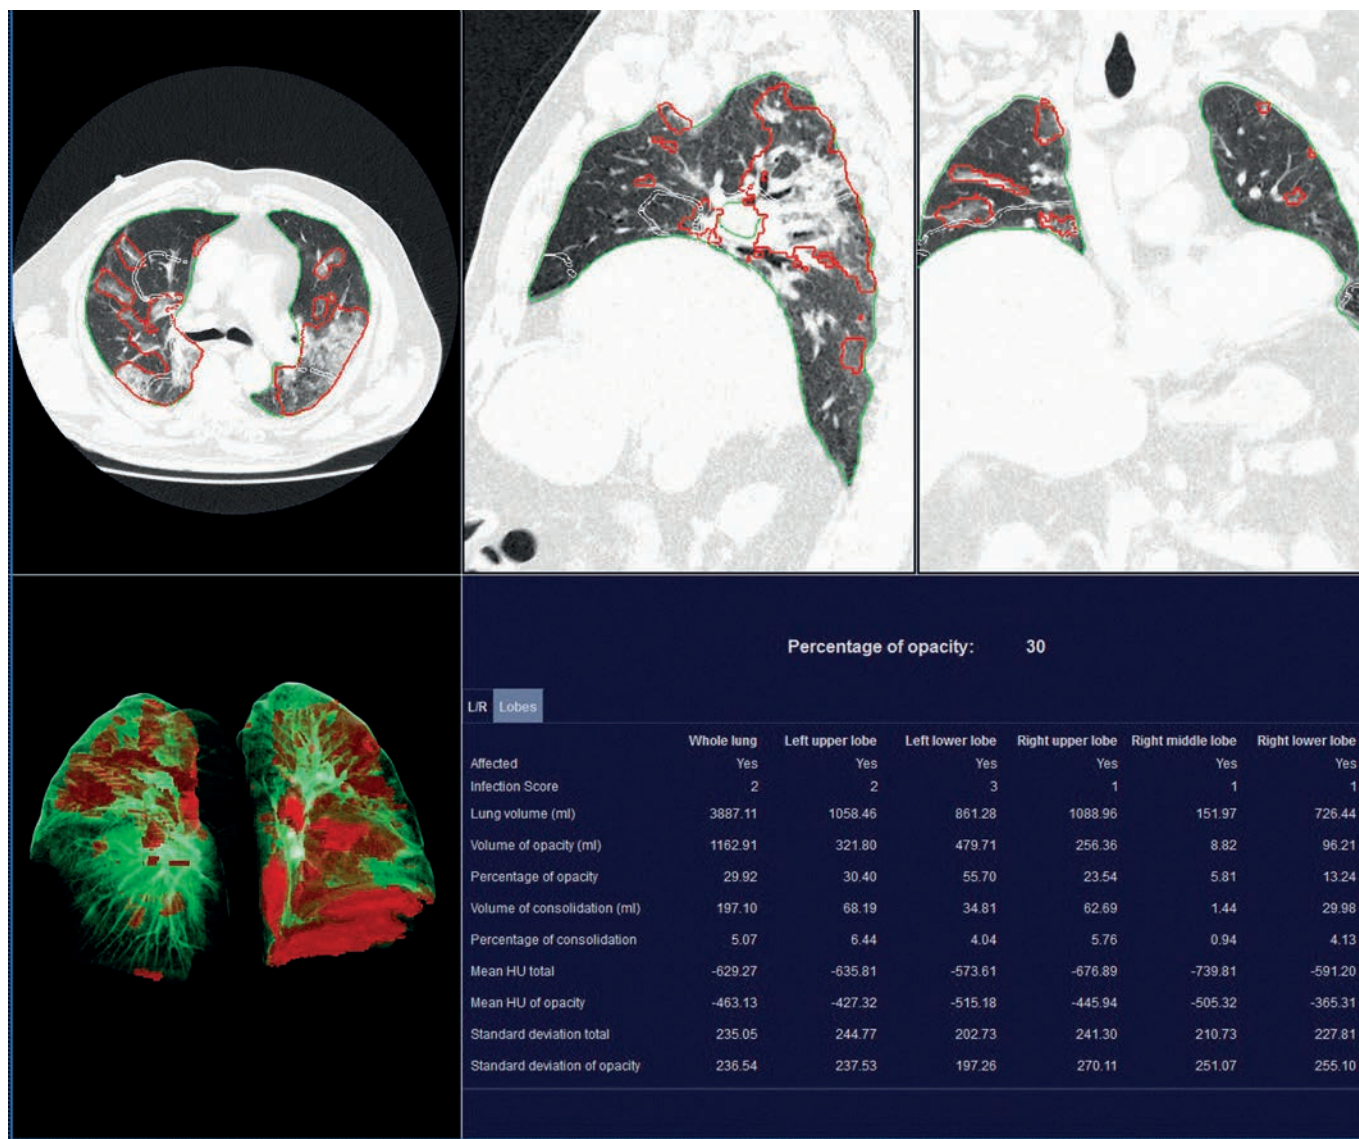 Percentage of opacity: 30
L/R Lobes
Whole lung Left upper lobe Left lower lobe Right upper lobe Right middle lobe Right lower lobe
Affected Yes Yes Yes Yes Yes Yes
Infection Score 2 2 3 1 1 1
Lung volume (ml) 3887.11 1058.46 861.28 1088.96 151.97 726.44
Volume of opacity (ml) 1162.91 321.80 479.71 256.36 8.82 96.21
Percentage of opacity 29.92 30.40 55.70 23.54 5.81 13.24
Volume of consolidation (ml) 197.10 68.19 34.81 62.69 1.44 29.98
Percentage of consolidation 5.07 6.44 4.04 5.76 0.94 4.13
Mean HU total -629.27 -635.81 -573.61 -676.89 -739.81 -591.20
Mean HU of opacity -463.13 -427.32 -515.18 -445.94 -505.32 -365.31
Standard deviation total 235.05 244.77 202.73 241.30 210.73 227.81
Standard deviation of opacity 236.54 237.53 197.26 270.11 251.07 255.10